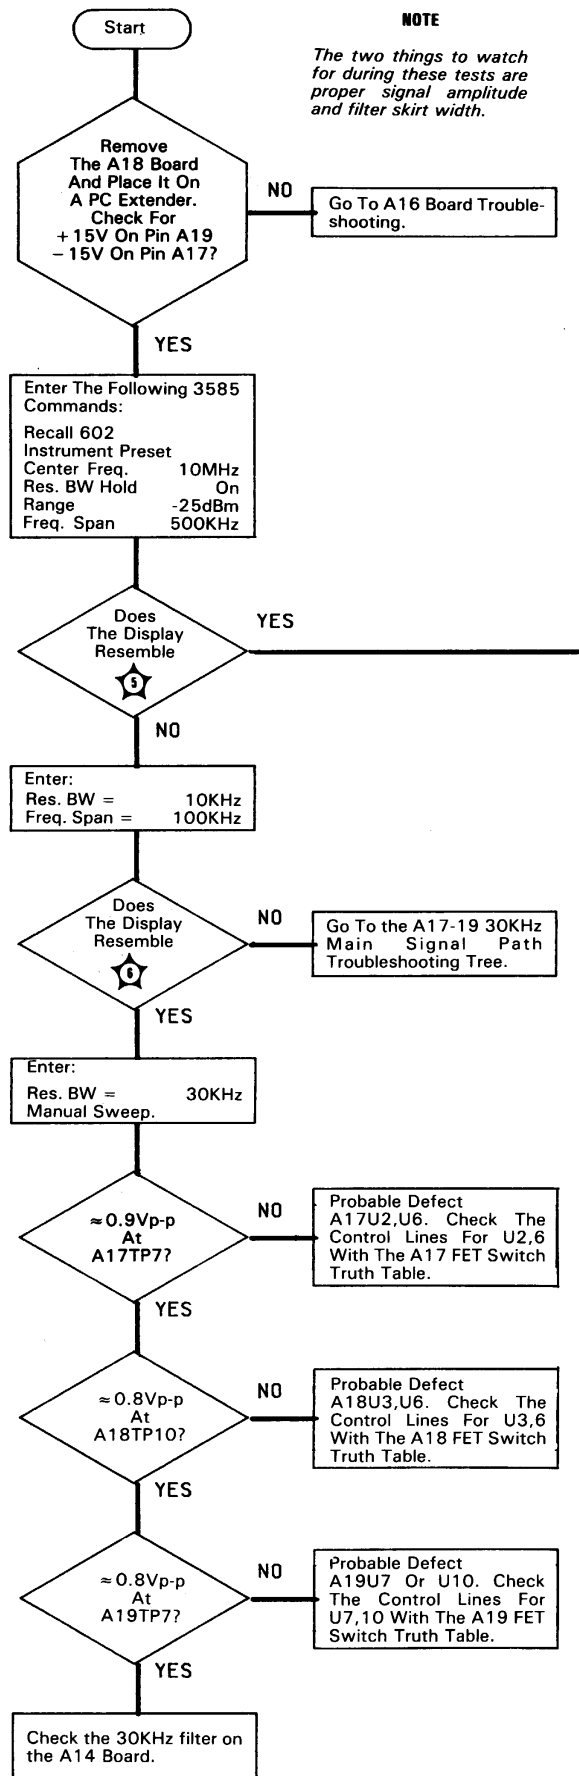 Start
NOTE
The two things to watch
for during these tests are
proper signal amplitude
and filter skirt width.
Remove
The A18 Board
And Place It On
A PC Extender.
Check For
+15V On Pin A19
−15V On Pin A17?
NO
Go To A16 Board Trouble-
shooting.
YES
Enter The Following 3585
Commands:
Recall 602
Instrument Preset
Center Freq. 10MHz
Res. BW Hold On
Range -25dBm
Freq. Span 500KHz
Does
The Display
Resemble
5
YES
NO
Enter:
Res. BW = 10KHz
Freq. Span = 100KHz
Does
The Display
Resemble
6
NO
Go To the A17-19 30KHz
Main Signal Path
Troubleshooting Tree.
YES
Enter:
Res. BW = 30KHz
Manual Sweep.
≈0.9Vp-p
At
A17TP7?
NO
Probable Defect
A17U2,U6. Check The
Control Lines For U2,6
With The A17 FET Switch
Truth Table.
YES
≈0.8Vp-p
At
A18TP10?
NO
Probable Defect
A18U3,U6. Check The
Control Lines For U3,6
With The A18 FET Switch
Truth Table.
YES
≈0.8Vp-p
At
A19TP7?
NO
Probable Defect
A19U7 Or U10. Check
The Control Lines For
U7,10 With The A19 FET
Switch Truth Table.
YES
Check the 30KHz filter on
the A14 Board.